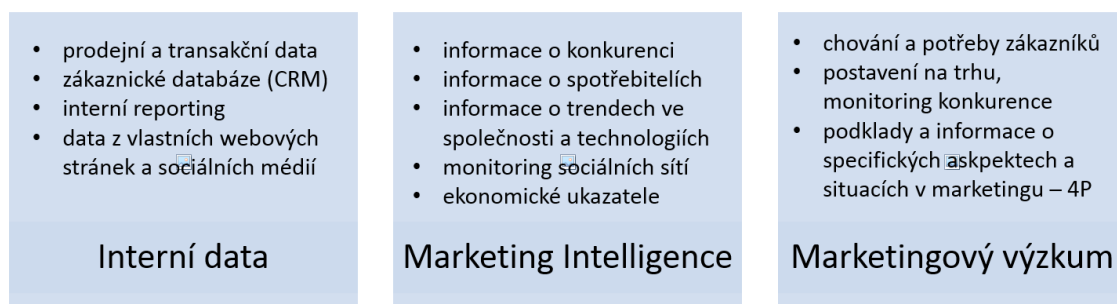 • prodejní a transakční data
• zákaznické databáze (CRM)
• interní reporting
• data z vlastních webových
stránek a sociálních médií
Interní data
• informace o konkurenci
• informace o spotřebitelích
• informace o trendech ve
společnosti a technologiích
• monitoring sociálních sítí
• ekonomické ukazatele
Marketing Intelligence
• chování a potřeby zákazníků
• postavení na trhu,
monitoring konkurence
• podklady a informace o
specifických askpektech a
situacích v marketingu – 4P
Marketingový výzkum